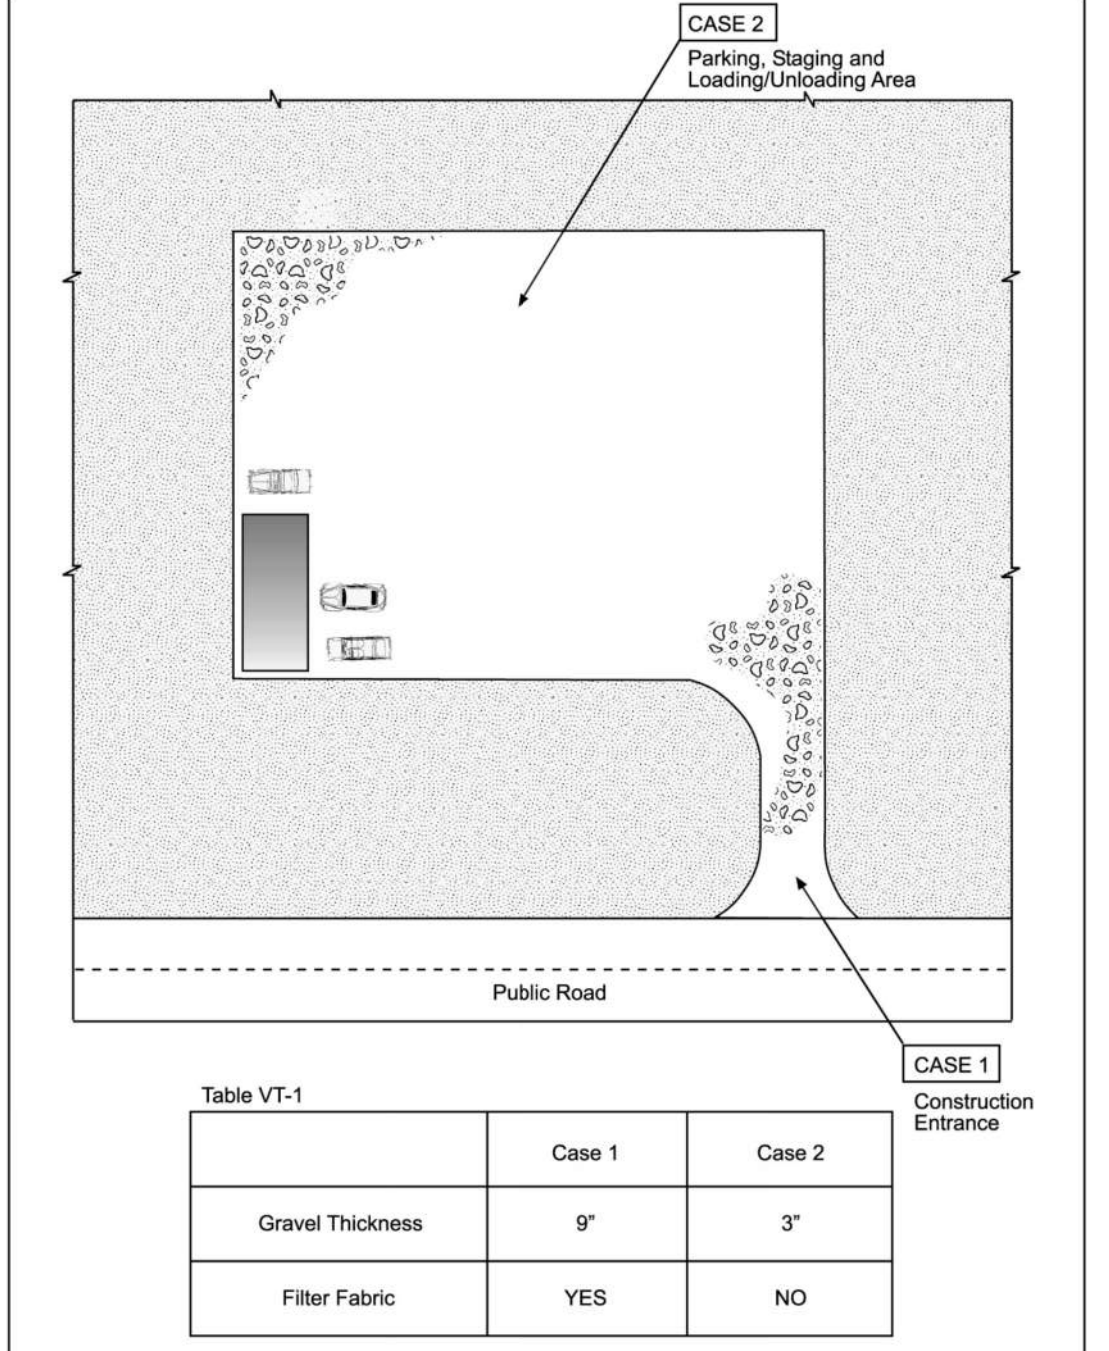 CASE 2
Parking, Staging and
Loading/Unloading Area
Public Road
CASE 1
Construction
Entrance
Table VT-1
Case 1 Case 2
Gravel Thickness 9” 3”
Filter Fabric YES NO